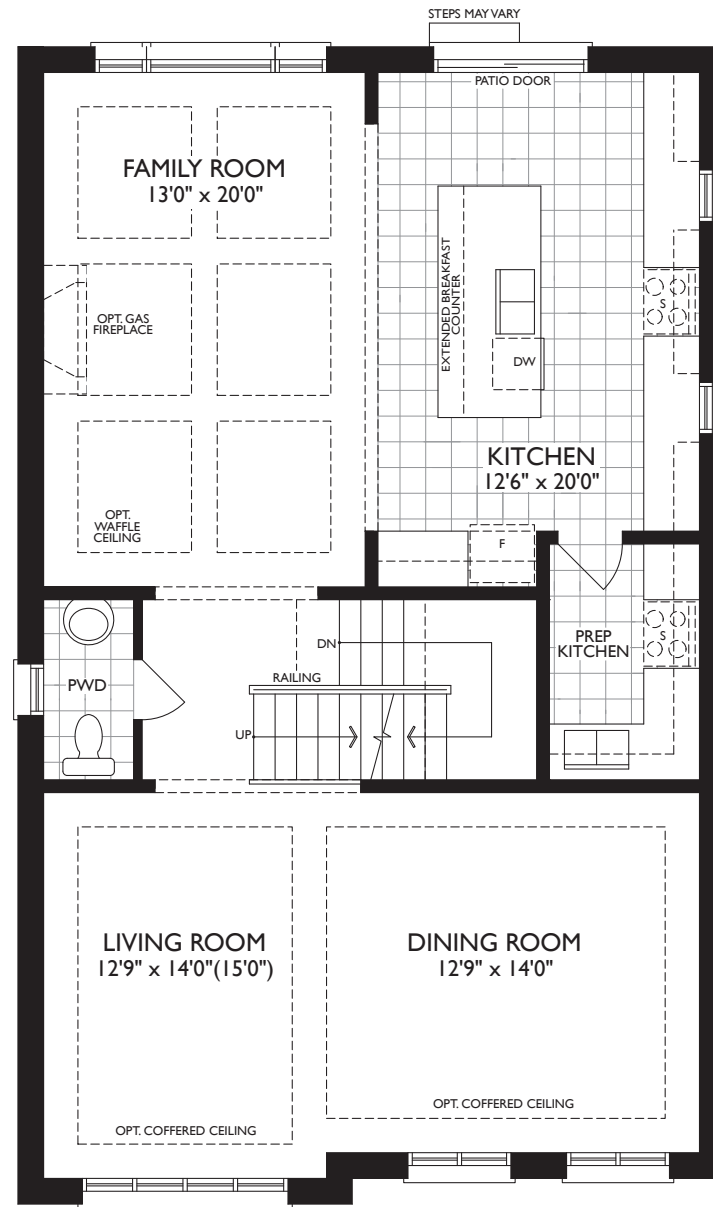 STEPS MAY VARY
PATIO DOOR
FAMILY ROOM
13'0" x 20'0"
EXTENDED BREAKFAST
COUNTER
OPT. GAS
FIREPLACE
S
DW
KITCHEN
12'6" x 20'0"
OPT.
WAFFLE
CEILING
F
PREP
KITCHEN
S
DN
PWD
RAILING
UP
LIVING ROOM
12'9" x 14'0"(15'0")
DINING ROOM
12'9" x 14'0"
OPT. COFFERED CEILING
OPT. COFFERED CEILING